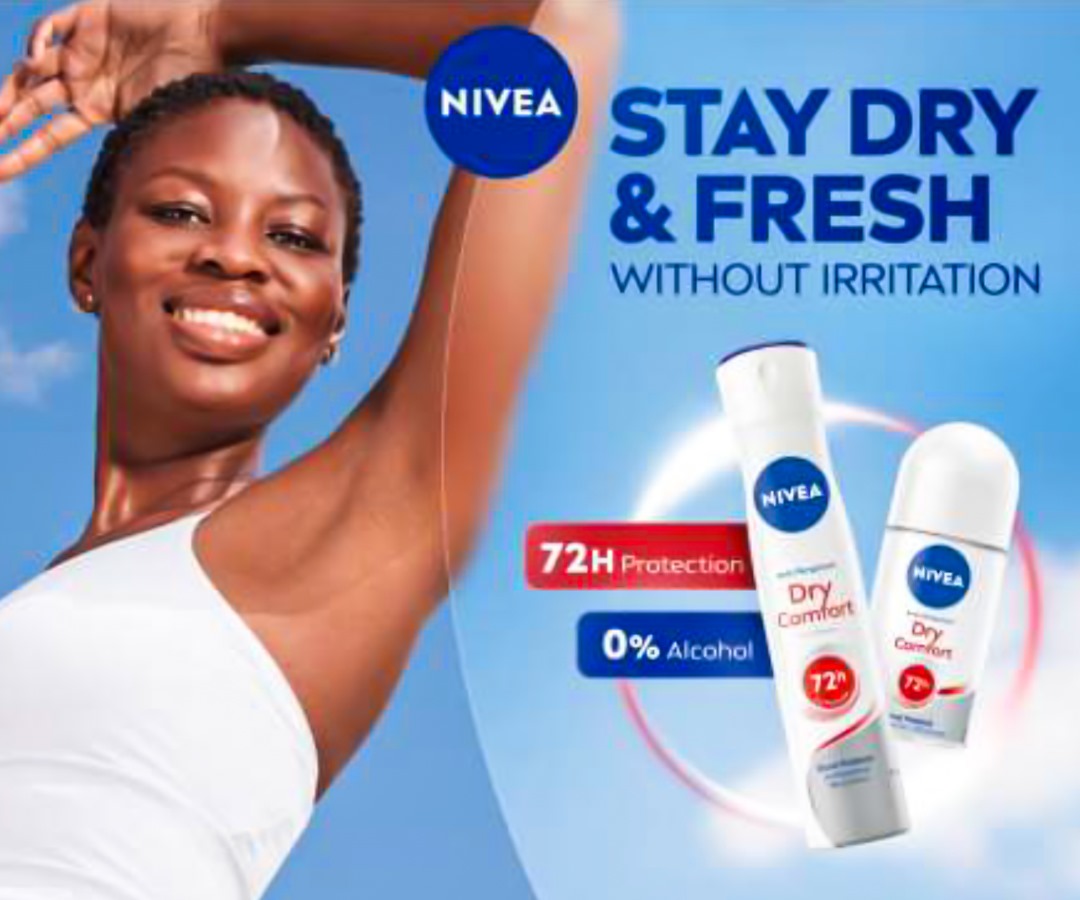 NIVEA
STAY DRY
& FRESH
WITHOUT IRRITATION
72H Protection
0% Alcohol
NIVEA
Dry
Comfort
72h
NIVEA
Dry
Comfort
72h